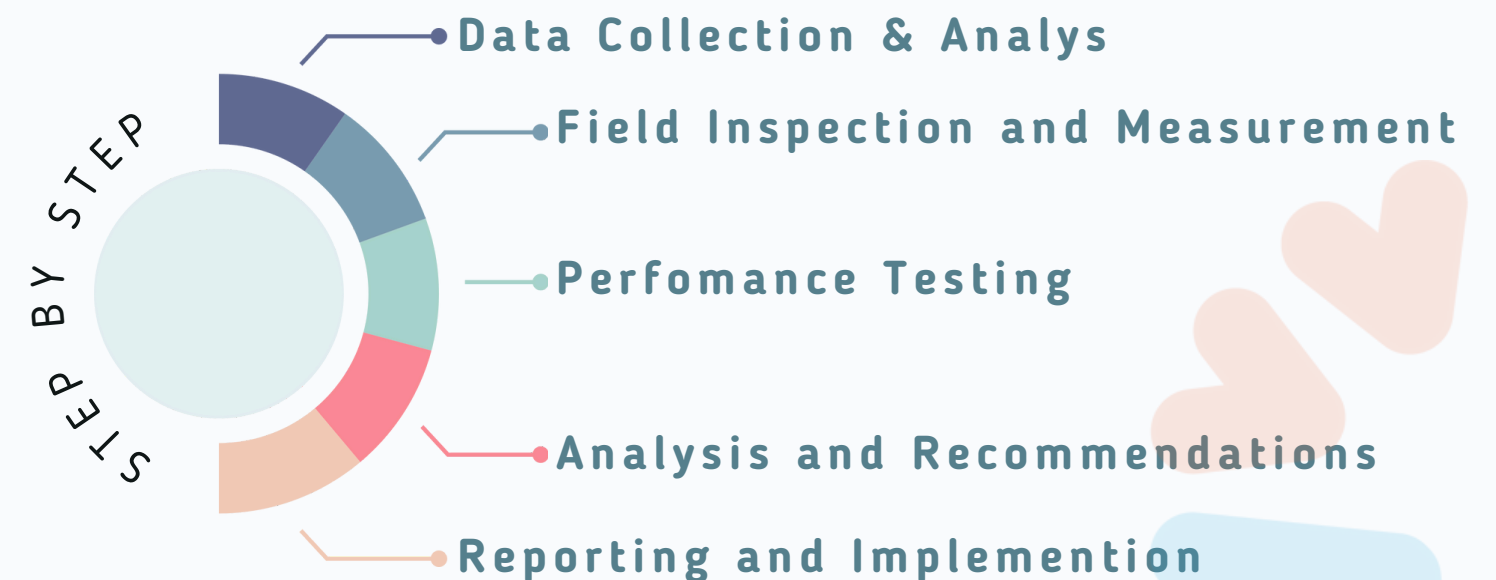 STEP BY STEP
Data Collection & Analys
Field Inspection and Measurement
Perfomance Testing
Analysis and Recommendations
Reporting and Implemention